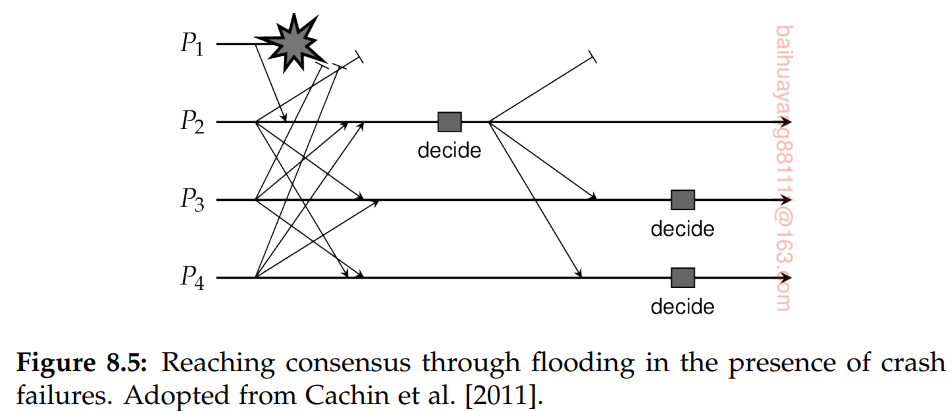 P1
P2
decide
P3
decide
P4
decide
baihuayang881111@163.com
Figure 8.5: Reaching consensus through flooding in the presence of crash
failures. Adopted from Cachin et al. [2011].